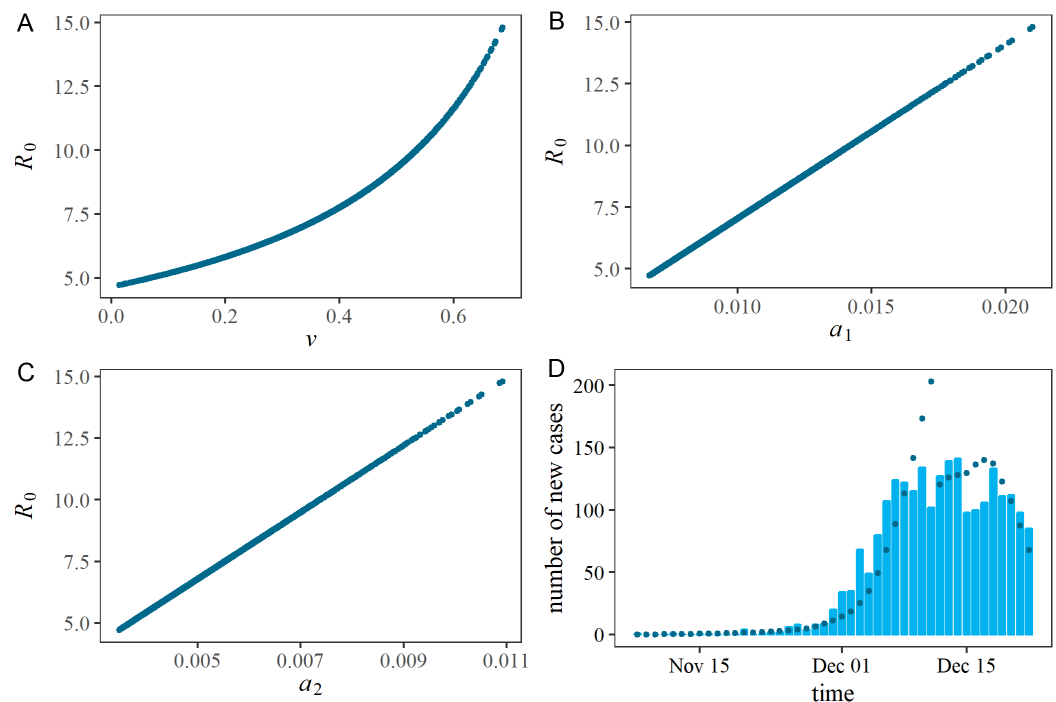 A
15.0
12.5
10.0
7.5
5.0
R0
0.0 0.2 0.4 0.6
v
B
15.0
12.5
10.0
7.5
5.0
R0
0.010 0.015 0.020
a1
C
15.0
12.5
10.0
7.5
5.0
R0
0.005 0.007 0.009 0.011
a2
D
200
150
100
50
0
number of new cases
Nov 15 Dec 01 Dec 15
time